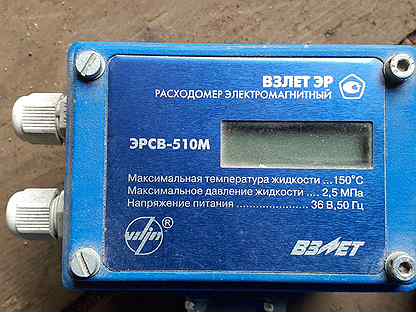 ВЗЛЕТ ЭР
РАСХОДОМЕР ЭЛЕКТРОМАГНИТНЫЙ
ЭРСВ-510М
Максимальная температура жидкости ...150°С
Максимальное давление жидкости .... 2,5 МПа
Напряжение питания ..................... 36 В,50 Гц
®
ВЗЛЕТ